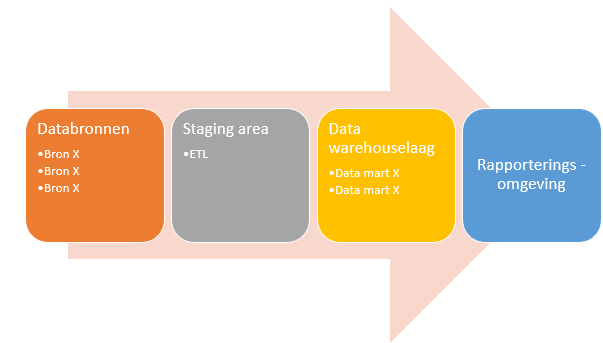 Databronnen
•Bron X
•Bron X
•Bron X
Staging area
•ETL
Data
warehouselaag
•Data mart X
•Data mart X
Rapporterings -
omgeving